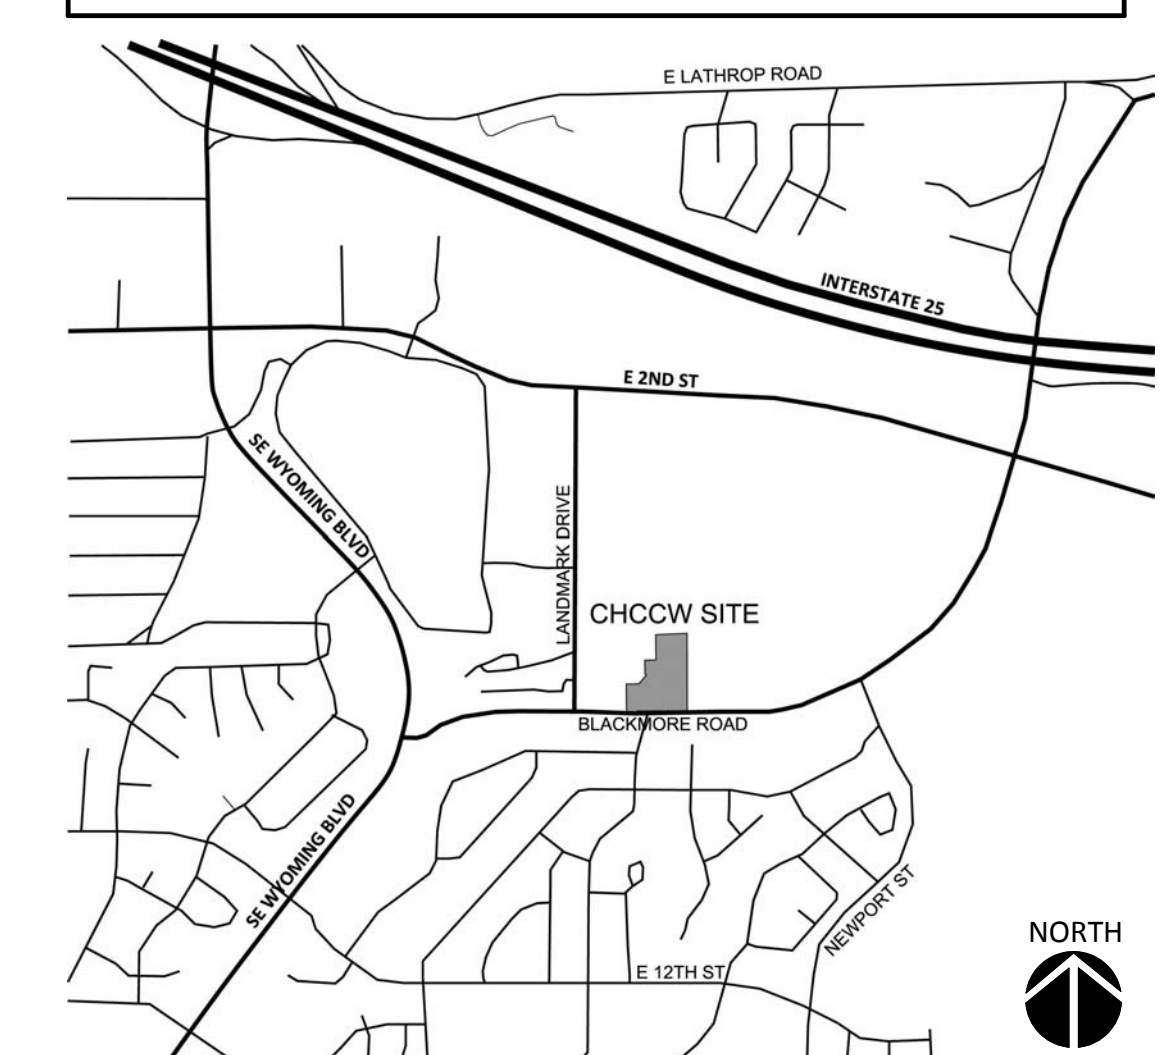 E LATHROP ROAD
INTERSTATE 25
E 2ND ST
SE WYOMING BLVD
LANDMARK DRIVE
CHCCW SITE
BLACKMORE ROAD
SE WYOMING BLVD
NEWPORT ST
E 12TH ST
NORTH